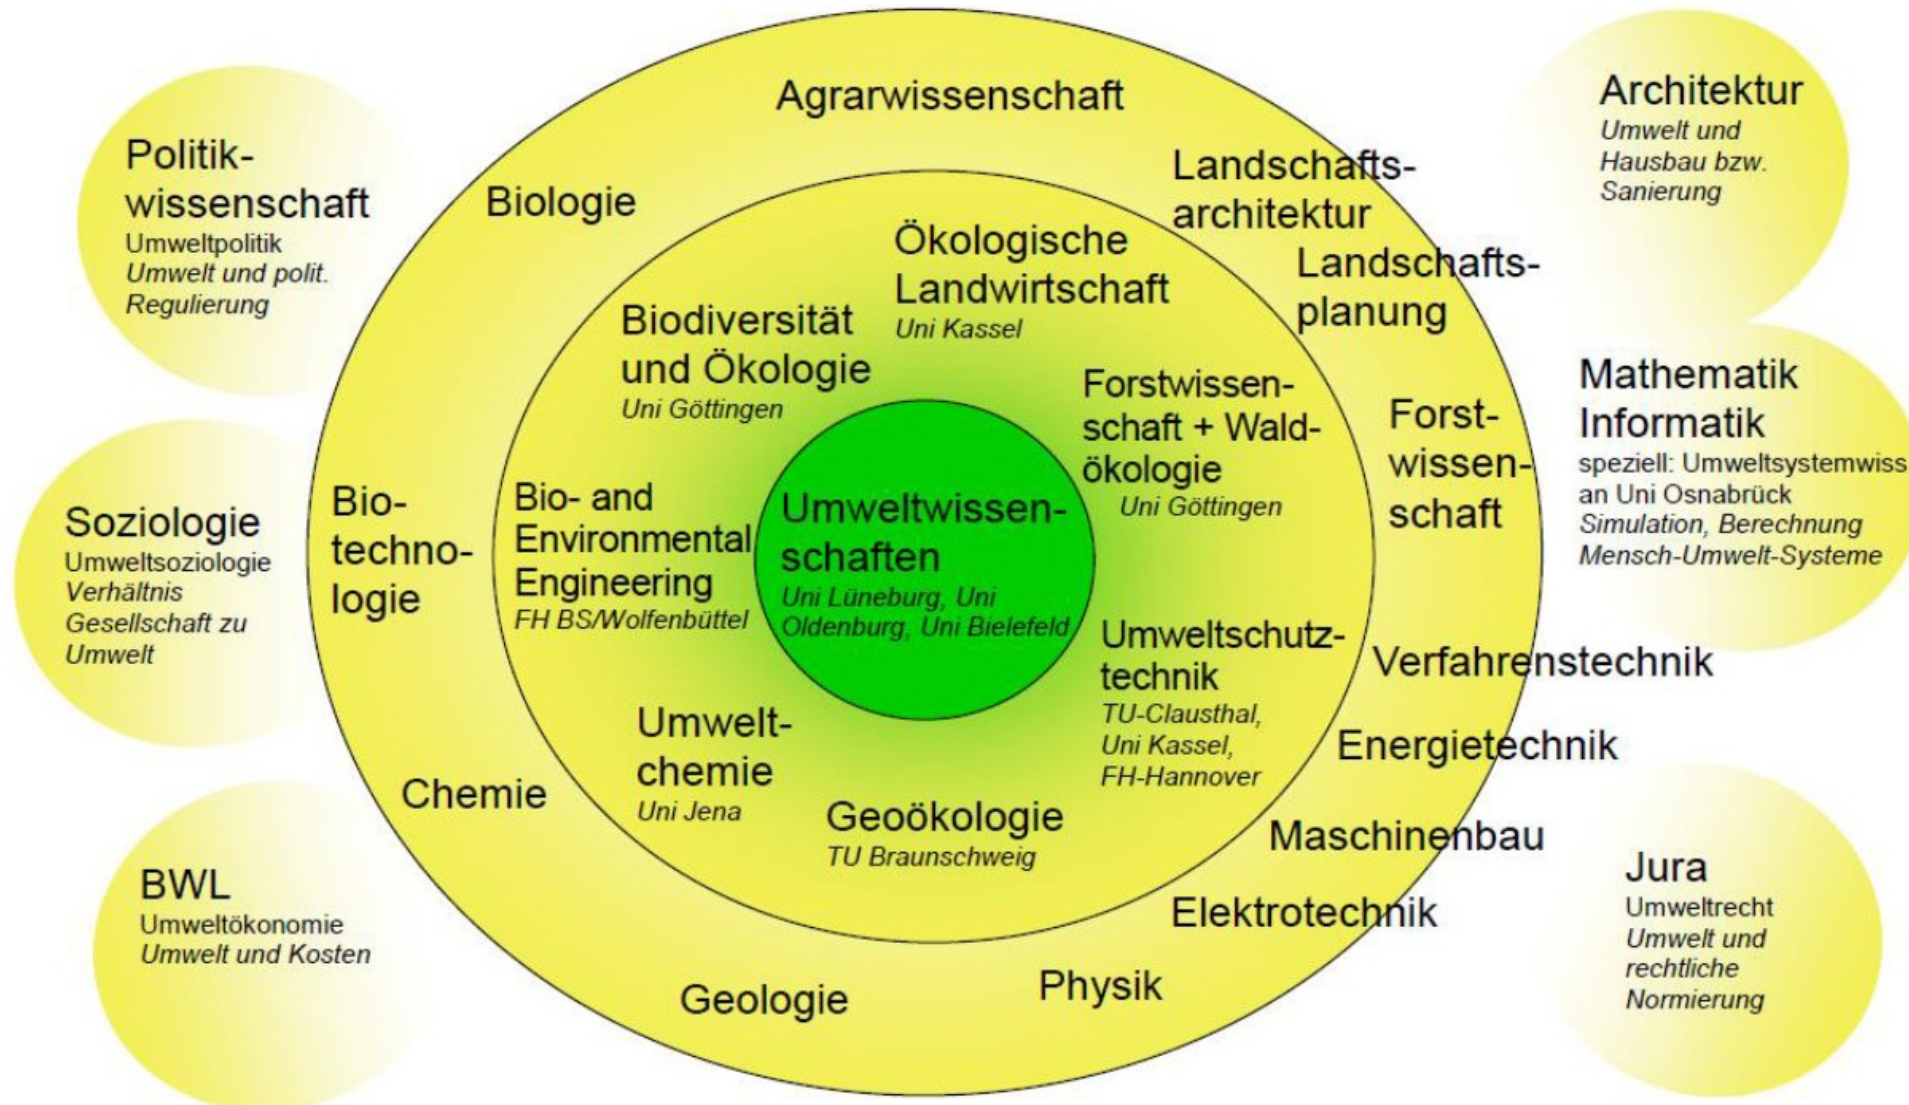 Agrarwissenschaft
Architektur
Umwelt und
Hausbau bzw.
Sanierung
Politik-
wissenschaft
Umweltpolitik
Umwelt und polit.
Regulierung
Biologie
Landschafts-
architektur
Landschafts-
planung
Ökologische
Landwirtschaft
Uni Kassel
Biodiversität
und Ökologie
Uni Göttingen
Forstwissen-
schaft + Wald-
ökologie
Uni Göttingen
Forst-
wissen-
schaft
Mathematik
Informatik
speziell: Umweltsystemwiss
an Uni Osnabrück
Simulation, Berechnung
Mensch-Umwelt-Systeme
Soziologie
Umweltsoziologie
Verhältnis
Gesellschaft zu
Umwelt
Bio-
techno-
logie
Bio- and
Environmental
Engineering
FH BS/Wolfenbüttel
Umweltwissen-
schaften
Uni Lüneburg, Uni
Oldenburg, Uni Bielefeld
Umweltschutz-
technik
TU-Clausthal,
Uni Kassel,
FH-Hannover
Verfahrenstechnik
Energietechnik
Umwelt-
chemie
Uni Jena
Chemie
Geoökologie
TU Braunschweig
Maschinenbau
Elektrotechnik
BWL
Umweltökonomie
Umwelt und Kosten
Geologie
Physik
Jura
Umweltrecht
Umwelt und
rechtliche
Normierung